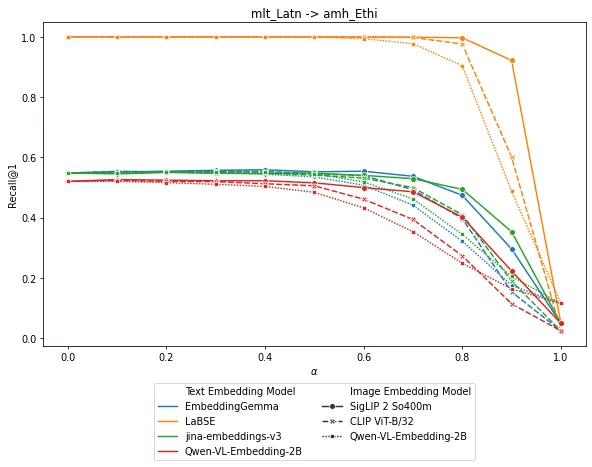 mlt_Latn -> amh_Ethi
Recall@1
1.0
0.8
0.6
0.4
0.2
0.0
0.0 0.2 0.4 0.6 0.8 1.0
α
Text Embedding Model
EmbeddingGemma
LaBSE
jina-embeddings-v3
Qwen-VL-Embedding-2B
Image Embedding Model
SigLIP 2 So400m
CLIP ViT-B/32
Qwen-VL-Embedding-2B